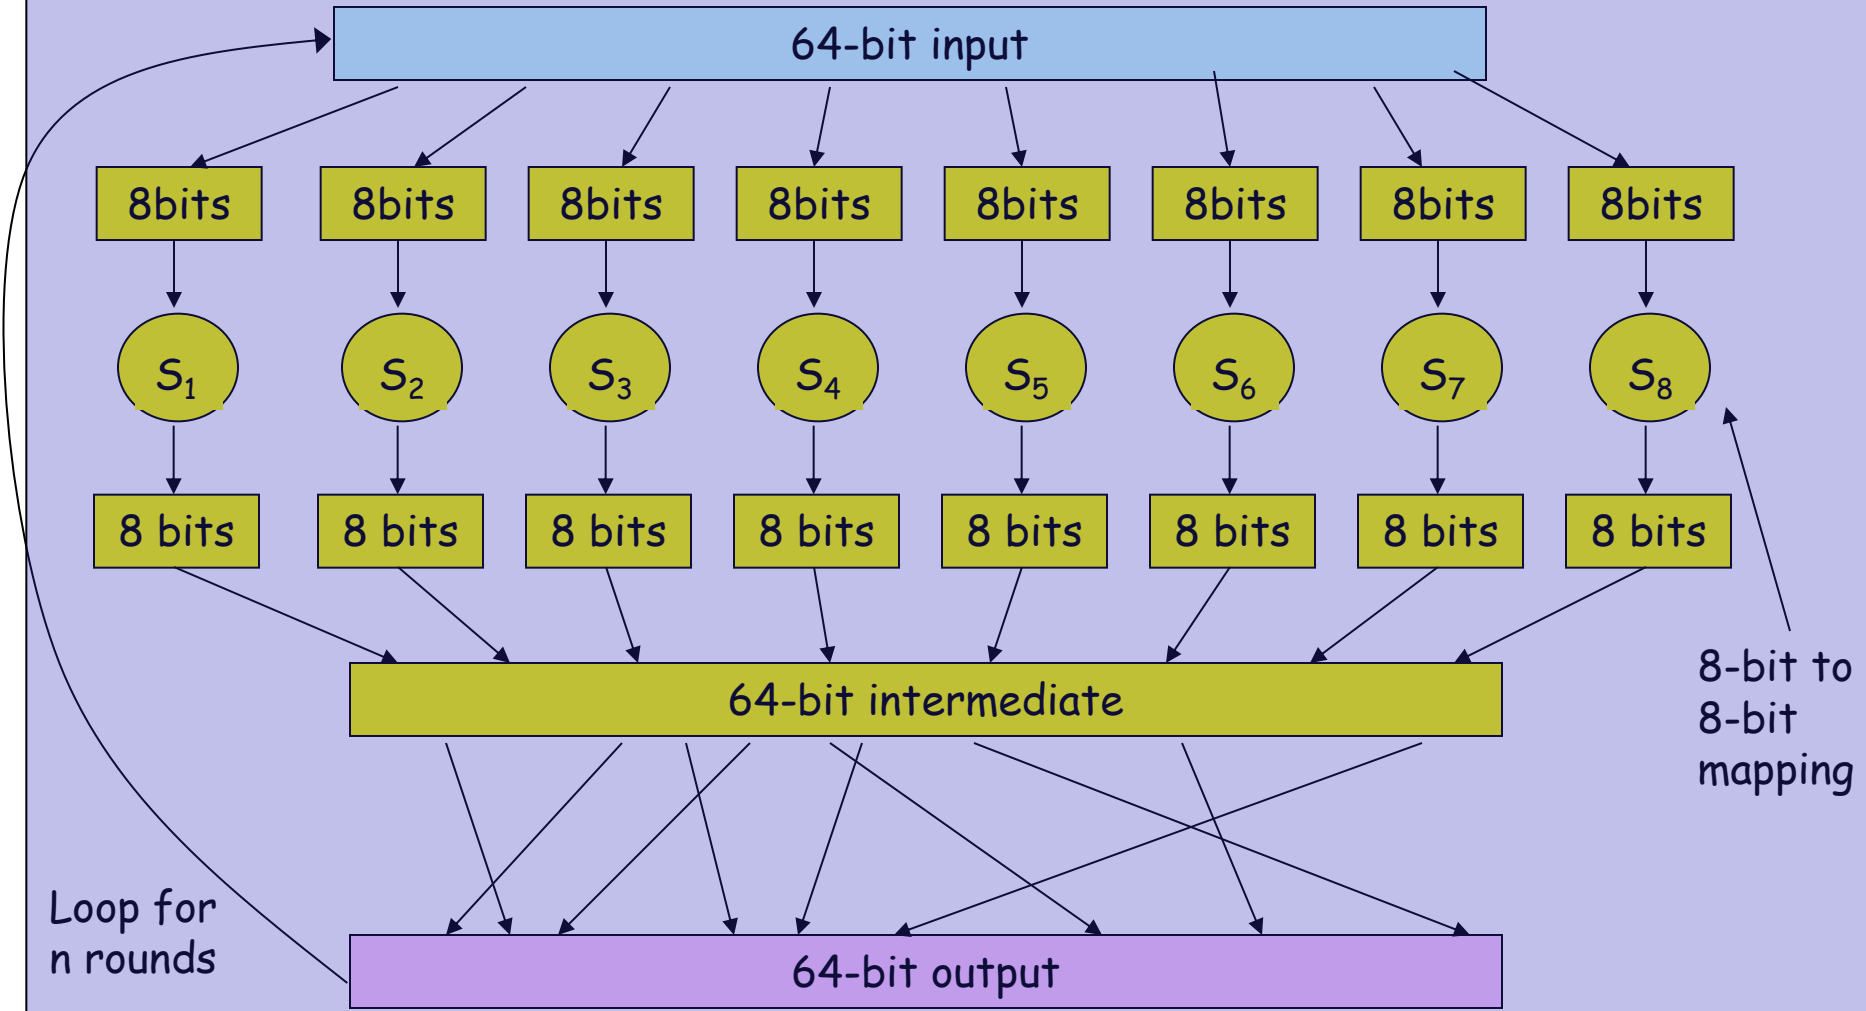 64-bit input
8bits 8bits 8bits 8bits 8bits 8bits 8bits 8bits
S₁ S₂ S₃ S₄ S₅ S₆ S₇ S₈
8 bits 8 bits 8 bits 8 bits 8 bits 8 bits 8 bits 8 bits
64-bit intermediate
8-bit to
8-bit
mapping
Loop for
n rounds
64-bit output